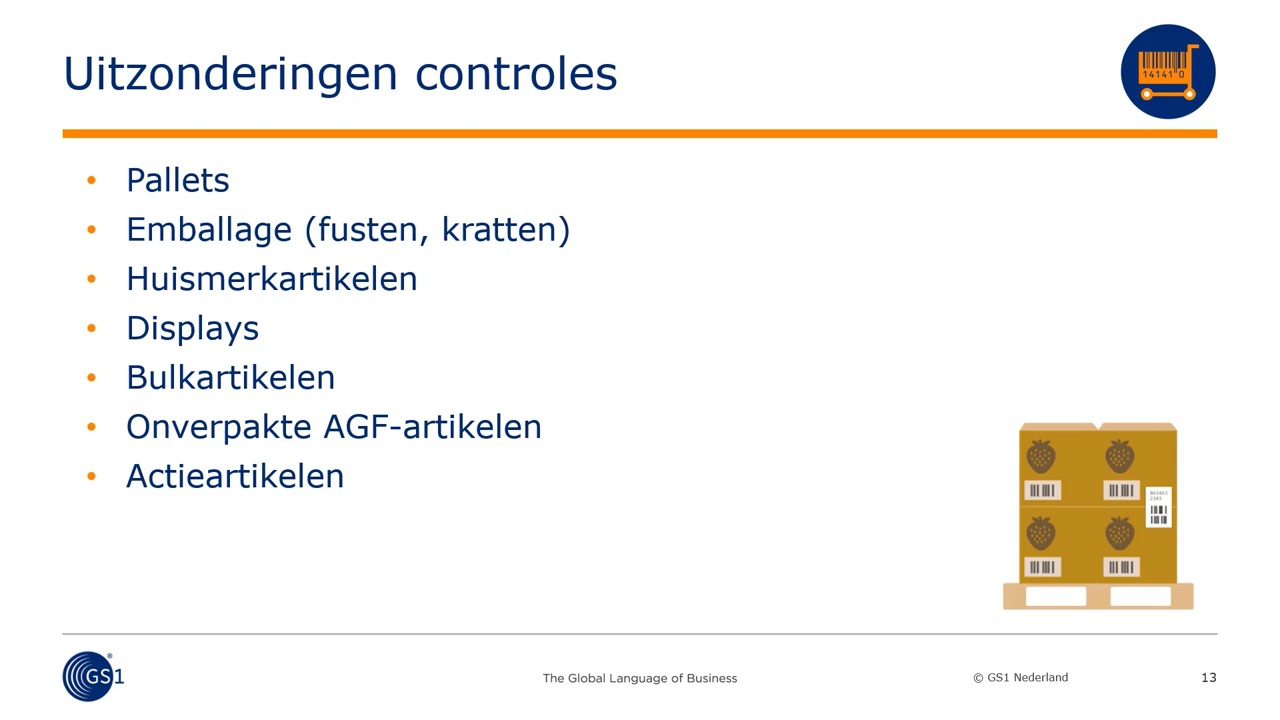 Uitzonderingen controles
14141 0
• Pallets
• Emballage (fusten, kratten)
• Huismerkartikelen
• Displays
• Bulkartikelen
• Onverpakte AGF-artikelen
• Actieartikelen
GS1
®
The Global Language of Business
© GS1 Nederland
13